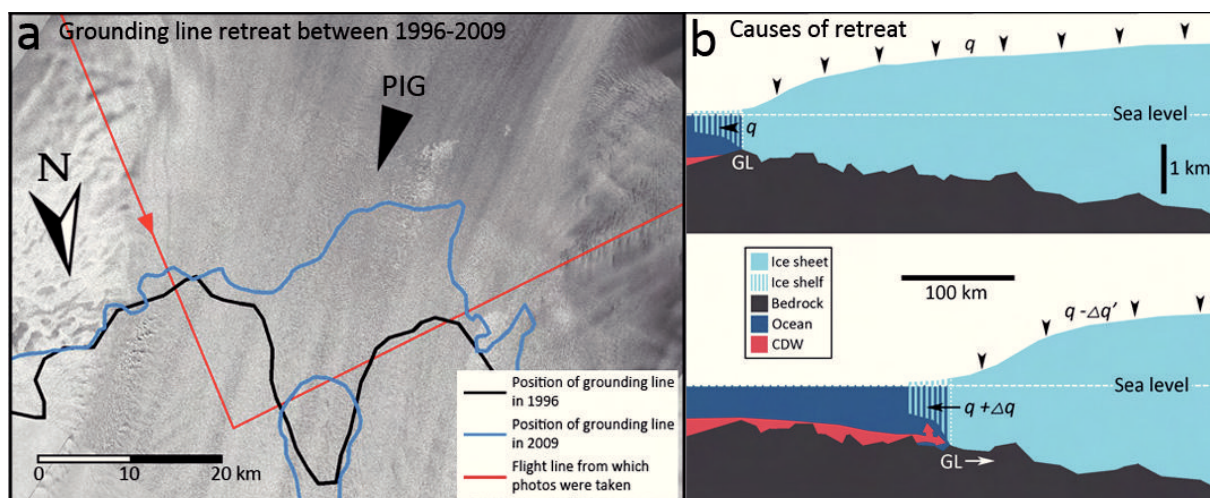 a Grounding line retreat between 1996-2009
PIG
N
Position of grounding line
in 1996
Position of grounding line
in 2009
Flight line from which
photos were taken
0 10 20 km
b Causes of retreat
q
Sea level
q
GL
1 km
Ice sheet
Ice shelf
Bedrock
Ocean
CDW
100 km
q -Δq'
Sea level
q +Δq
GL